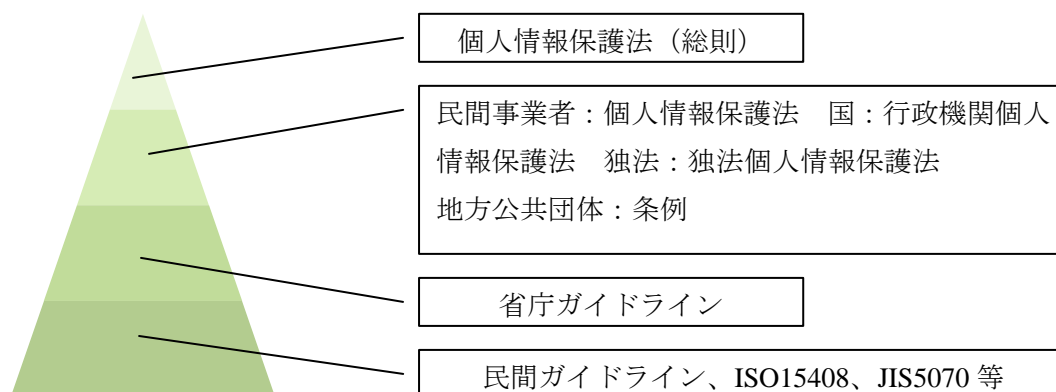 個人情報保護法（総則）
民間事業者：個人情報保護法　国：行政機関個人
情報保護法　独法：独法個人情報保護法
地方公共団体：条例
省庁ガイドライン
民間ガイドライン、ISO15408、JIS5070 等